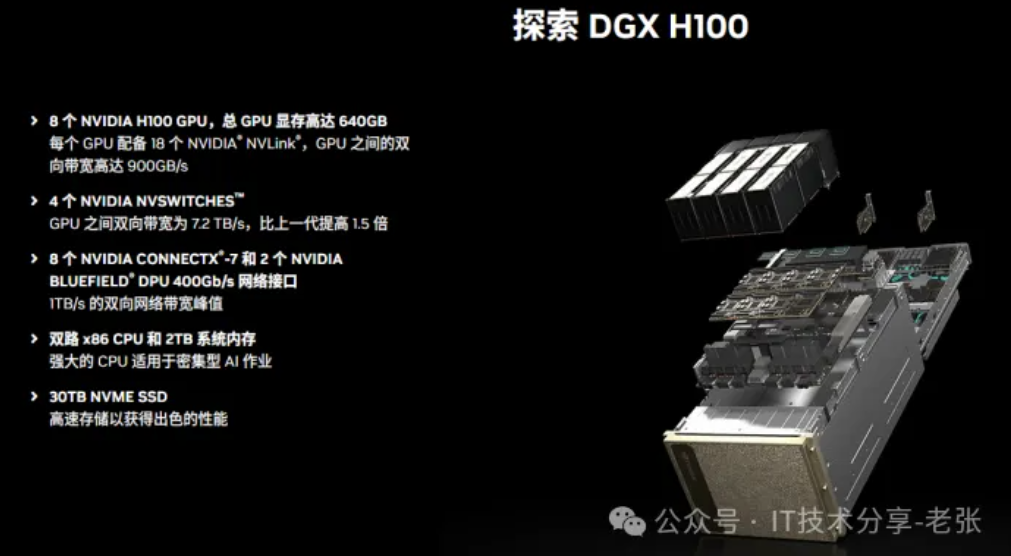 探索 DGX H100
› 8 个 NVIDIA H100 GPU，总 GPU 显存高达 640GB
每个 GPU 配备 18 个 NVIDIA® NVLink®，GPU 之间的双
向带宽高达 900GB/s
› 4 个 NVIDIA NVSWITCHES™
GPU 之间双向带宽为 7.2 TB/s，比上一代提高 1.5 倍
› 8 个 NVIDIA CONNECTX®-7 和 2 个 NVIDIA
BLUEFIELD® DPU 400Gb/s 网络接口
1TB/s 的双向网络带宽峰值
› 双路 x86 CPU 和 2TB 系统内存
强大的 CPU 适用于密集型 AI 作业
› 30TB NVME SSD
高速存储以获得出色的性能
公众号 · IT技术分享-老张